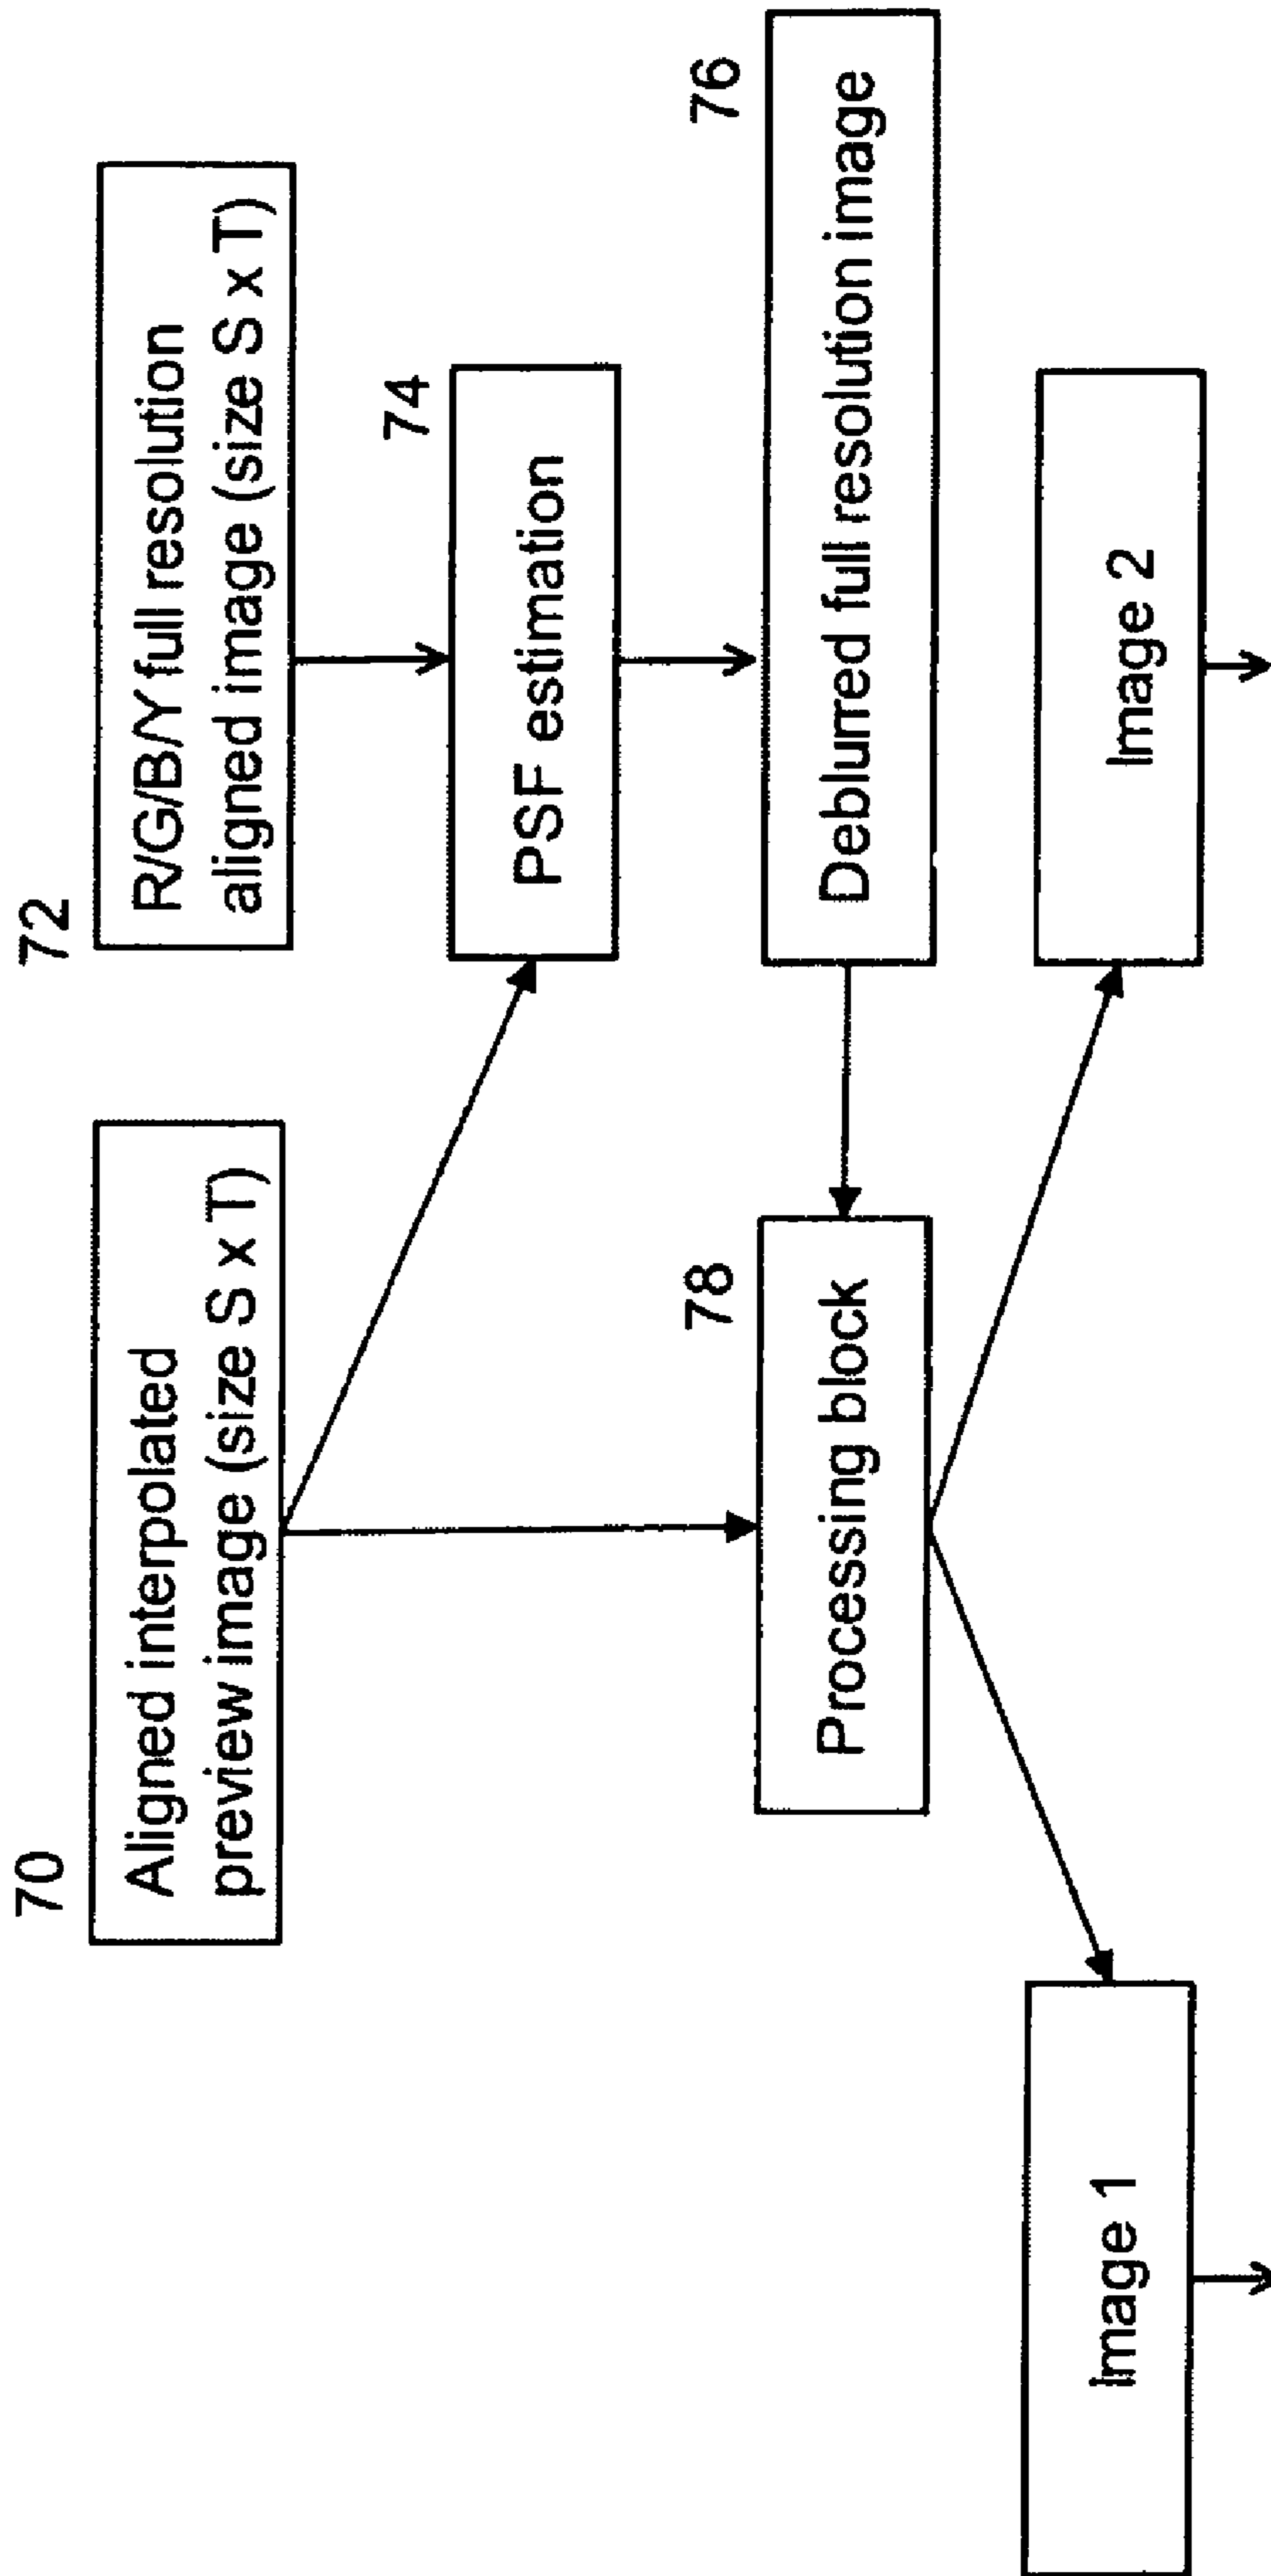 70
Aligned interpolated
preview image (size S x T)
72
R/G/B/Y full resolution
aligned image (size S x T)
74
PSF estimation
76
Deblurred full resolution image
78
Processing block
Image 1
Image 2